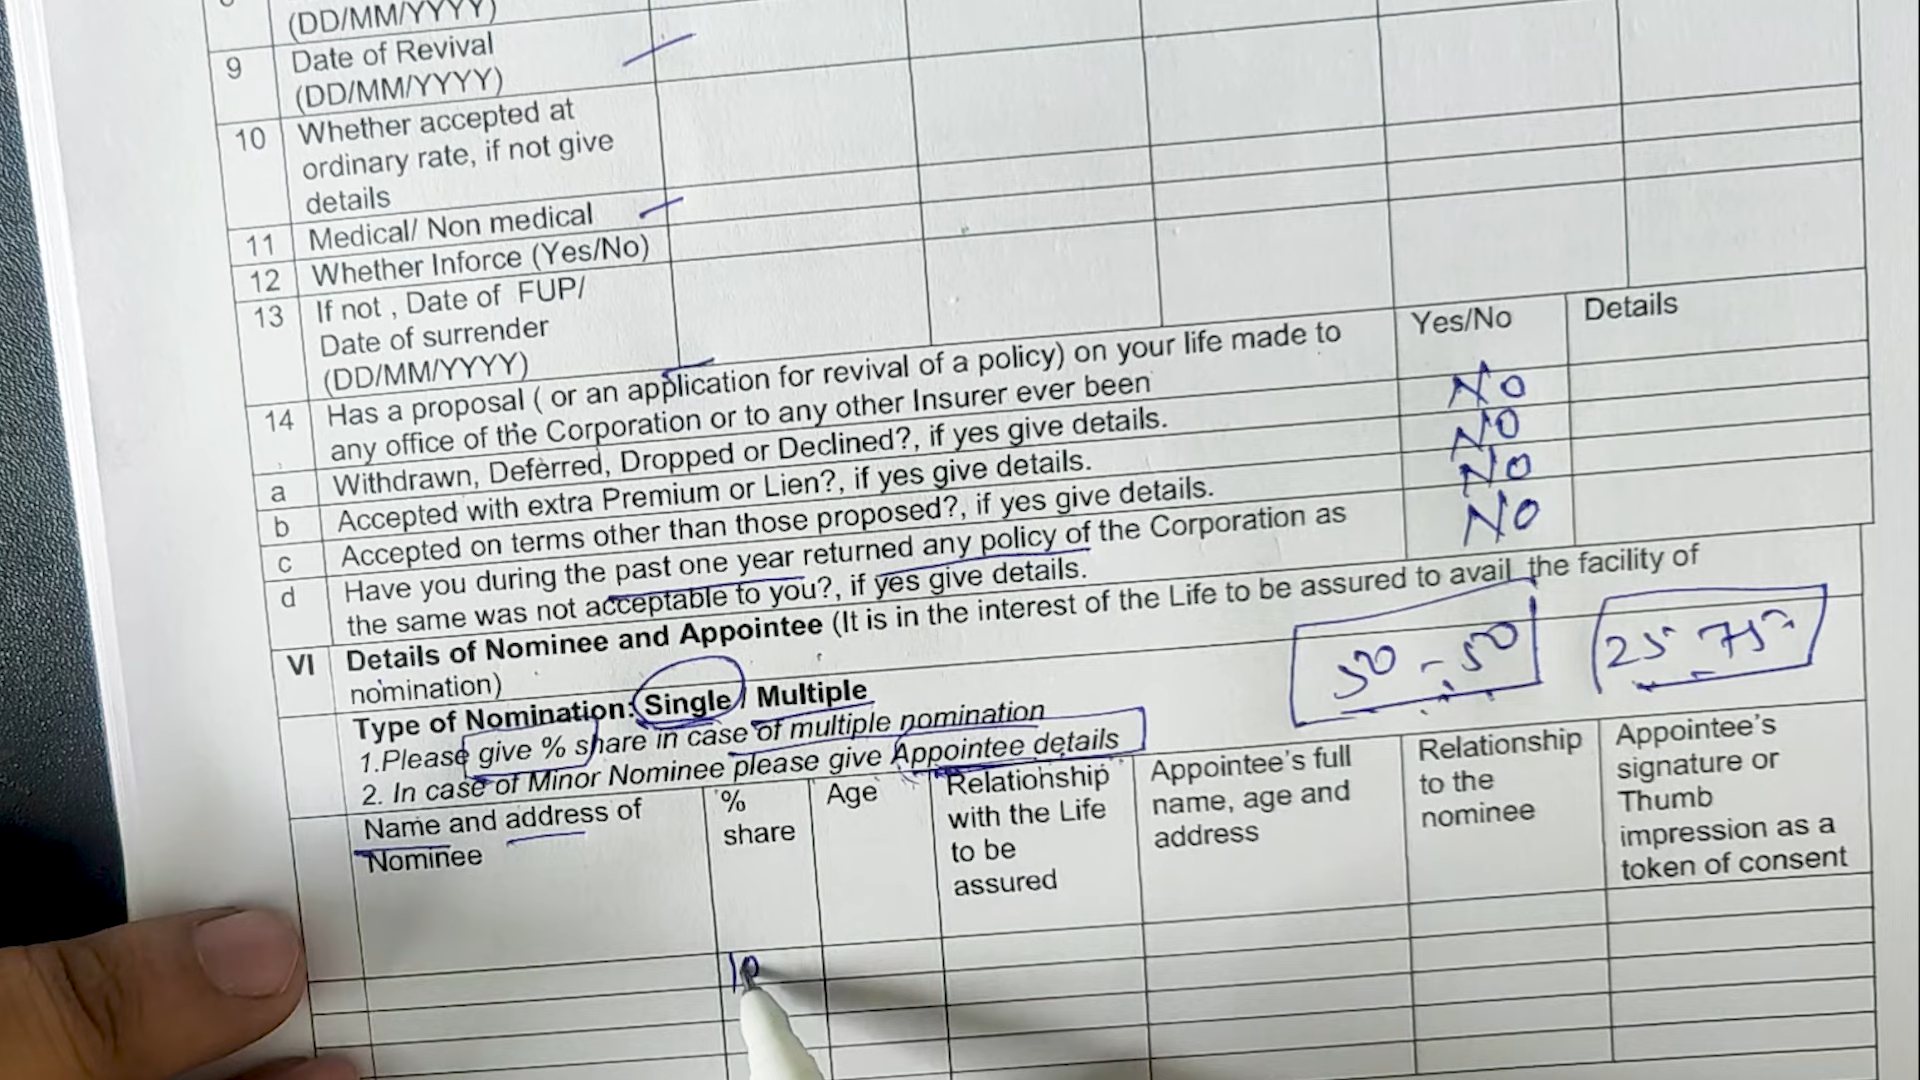 (DD/MM/YYYY)
9 Date of Revival
(DD/MM/YYYY)
10 Whether accepted at
ordinary rate, if not give
details
11 Medical/ Non medical
12 Whether Inforce (Yes/No)
13 If not , Date of FUP/
Date of surrender
(DD/MM/YYYY)
14 Has a proposal ( or an application for revival of a policy) on your life made to Yes/No Details
any office of the Corporation or to any other Insurer ever been
a Withdrawn, Deferred, Dropped or Declined?, if yes give details. No
b Accepted with extra Premium or Lien?, if yes give details. NO
c Accepted on terms other than those proposed?, if yes give details. No
d Have you during the past one year returned any policy of the Corporation as No
the same was not acceptable to you?, if yes give details.
VI Details of Nominee and Appointee (It is in the interest of the Life to be assured to avail the facility of
nomination)
50 - 50
25 - 75
Type of Nomination: Single / Multiple
1.Please give % share in case of multiple nomination
2. In case of Minor Nominee please give Appointee details
Name and address of
Nominee
%
share
Age
Relationship
with the Life
to be
assured
Appointee's full
name, age and
address
Relationship
to the
nominee
Appointee's
signature or
Thumb
impression as a
token of consent
10